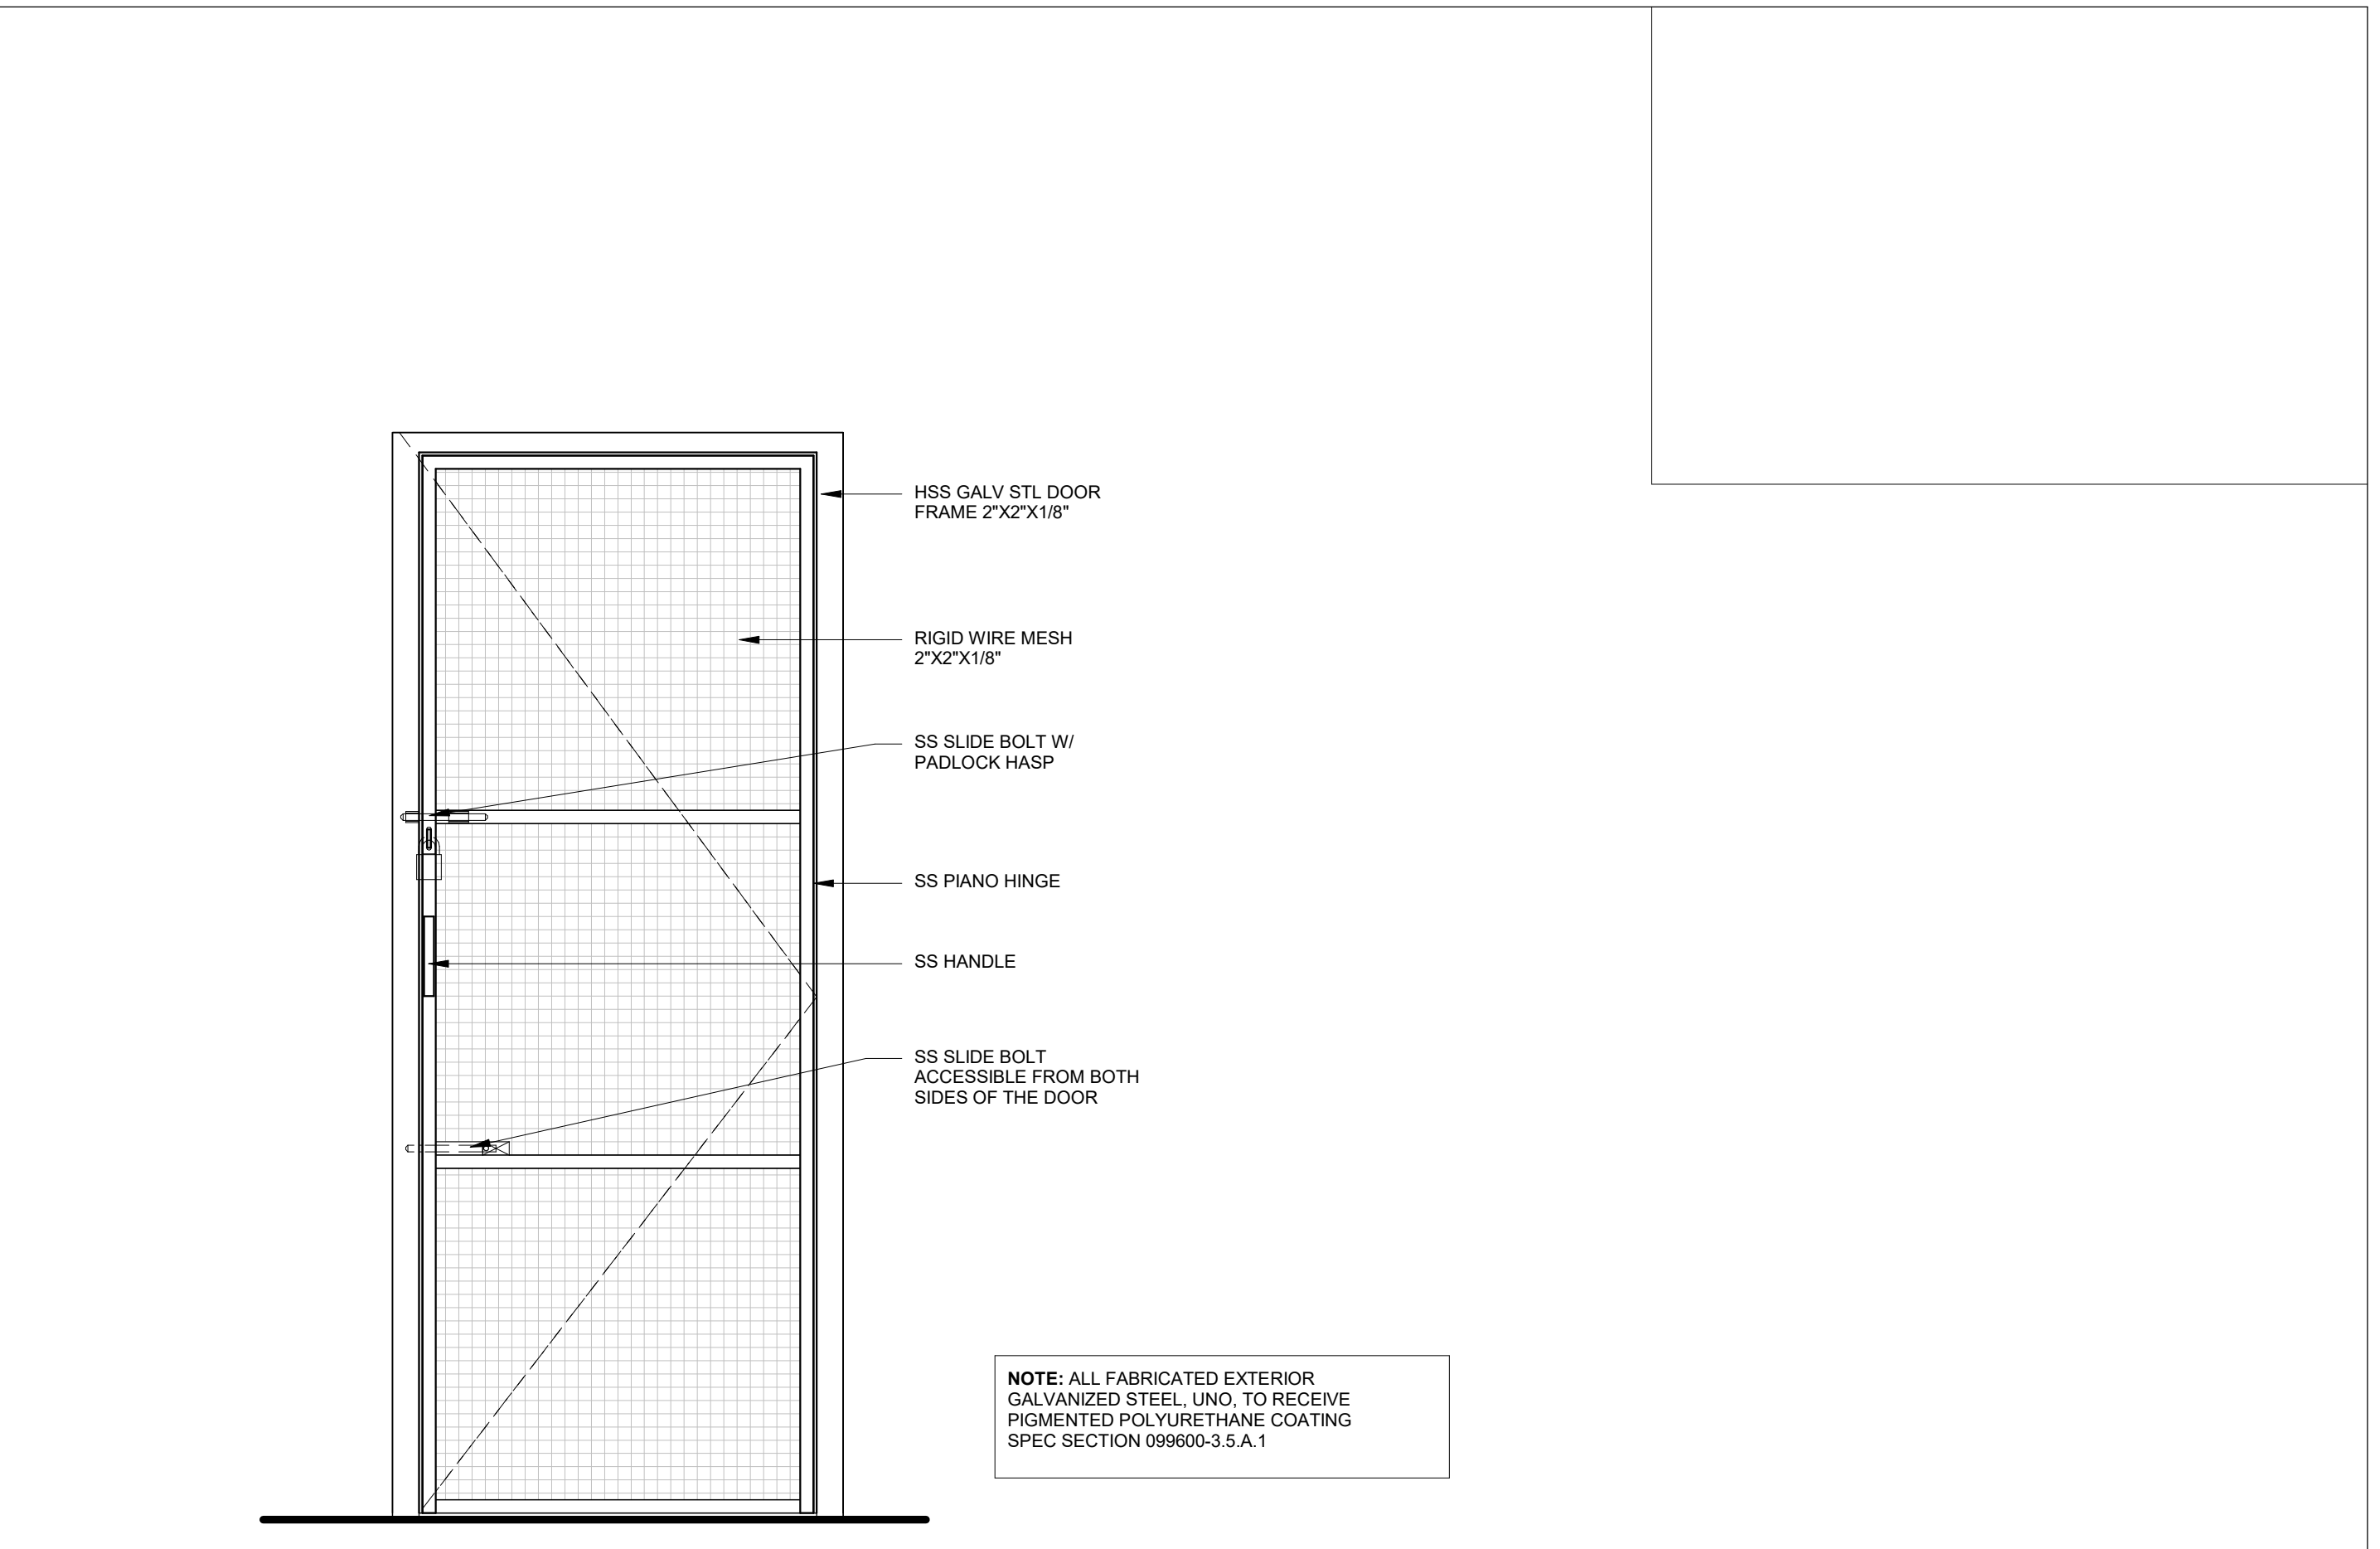 HSS GALV STL DOOR
FRAME 2"X2"X1/8"
RIGID WIRE MESH
2"X2"X1/8"
SS SLIDE BOLT W/
PADLOCK HASP
SS PIANO HINGE
SS HANDLE
SS SLIDE BOLT
ACCESSIBLE FROM BOTH
SIDES OF THE DOOR
NOTE: ALL FABRICATED EXTERIOR
GALVANIZED STEEL, UNO, TO RECEIVE
PIGMENTED POLYURETHANE COATING
SPEC SECTION 099600-3.5.A.1